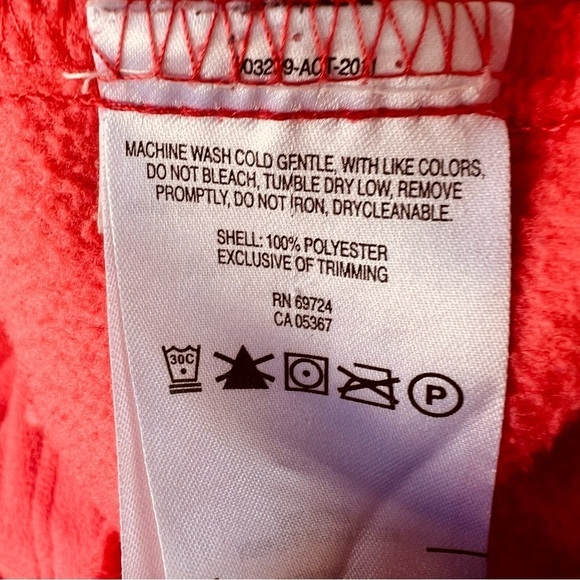 MACHINE WASH COLD GENTLE, WITH LIKE COLORS,
DO NOT BLEACH, TUMBLE DRY LOW, REMOVE
PROMPTLY, DO NOT IRON, DRYCLEANABLE.
SHELL: 100% POLYESTER
EXCLUSIVE OF TRIMMING
RN 69724
CA 05367
30C
P